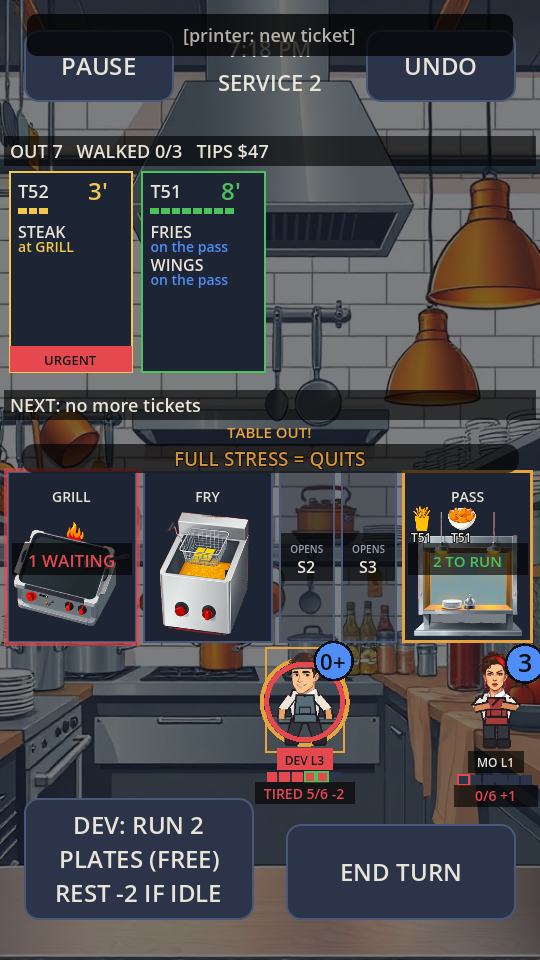 [printer: new ticket]
7:18 PM
PAUSE
SERVICE 2
UNDO
OUT 7 WALKED 0/3 TIPS $47
T52 3'
STEAK
at GRILL
URGENT
T51 8'
FRIES
on the pass
WINGS
on the pass
NEXT: no more tickets
TABLE OUT!
FULL STRESS = QUITS
GRILL
1 WAITING
FRY
OPENS
S2
OPENS
S3
PASS
T51 T51
2 TO RUN
0+
DEV L3
TIRED 5/6 -2
3
MO L1
0/6 +1
DEV: RUN 2
PLATES (FREE)
REST -2 IF IDLE
END TURN